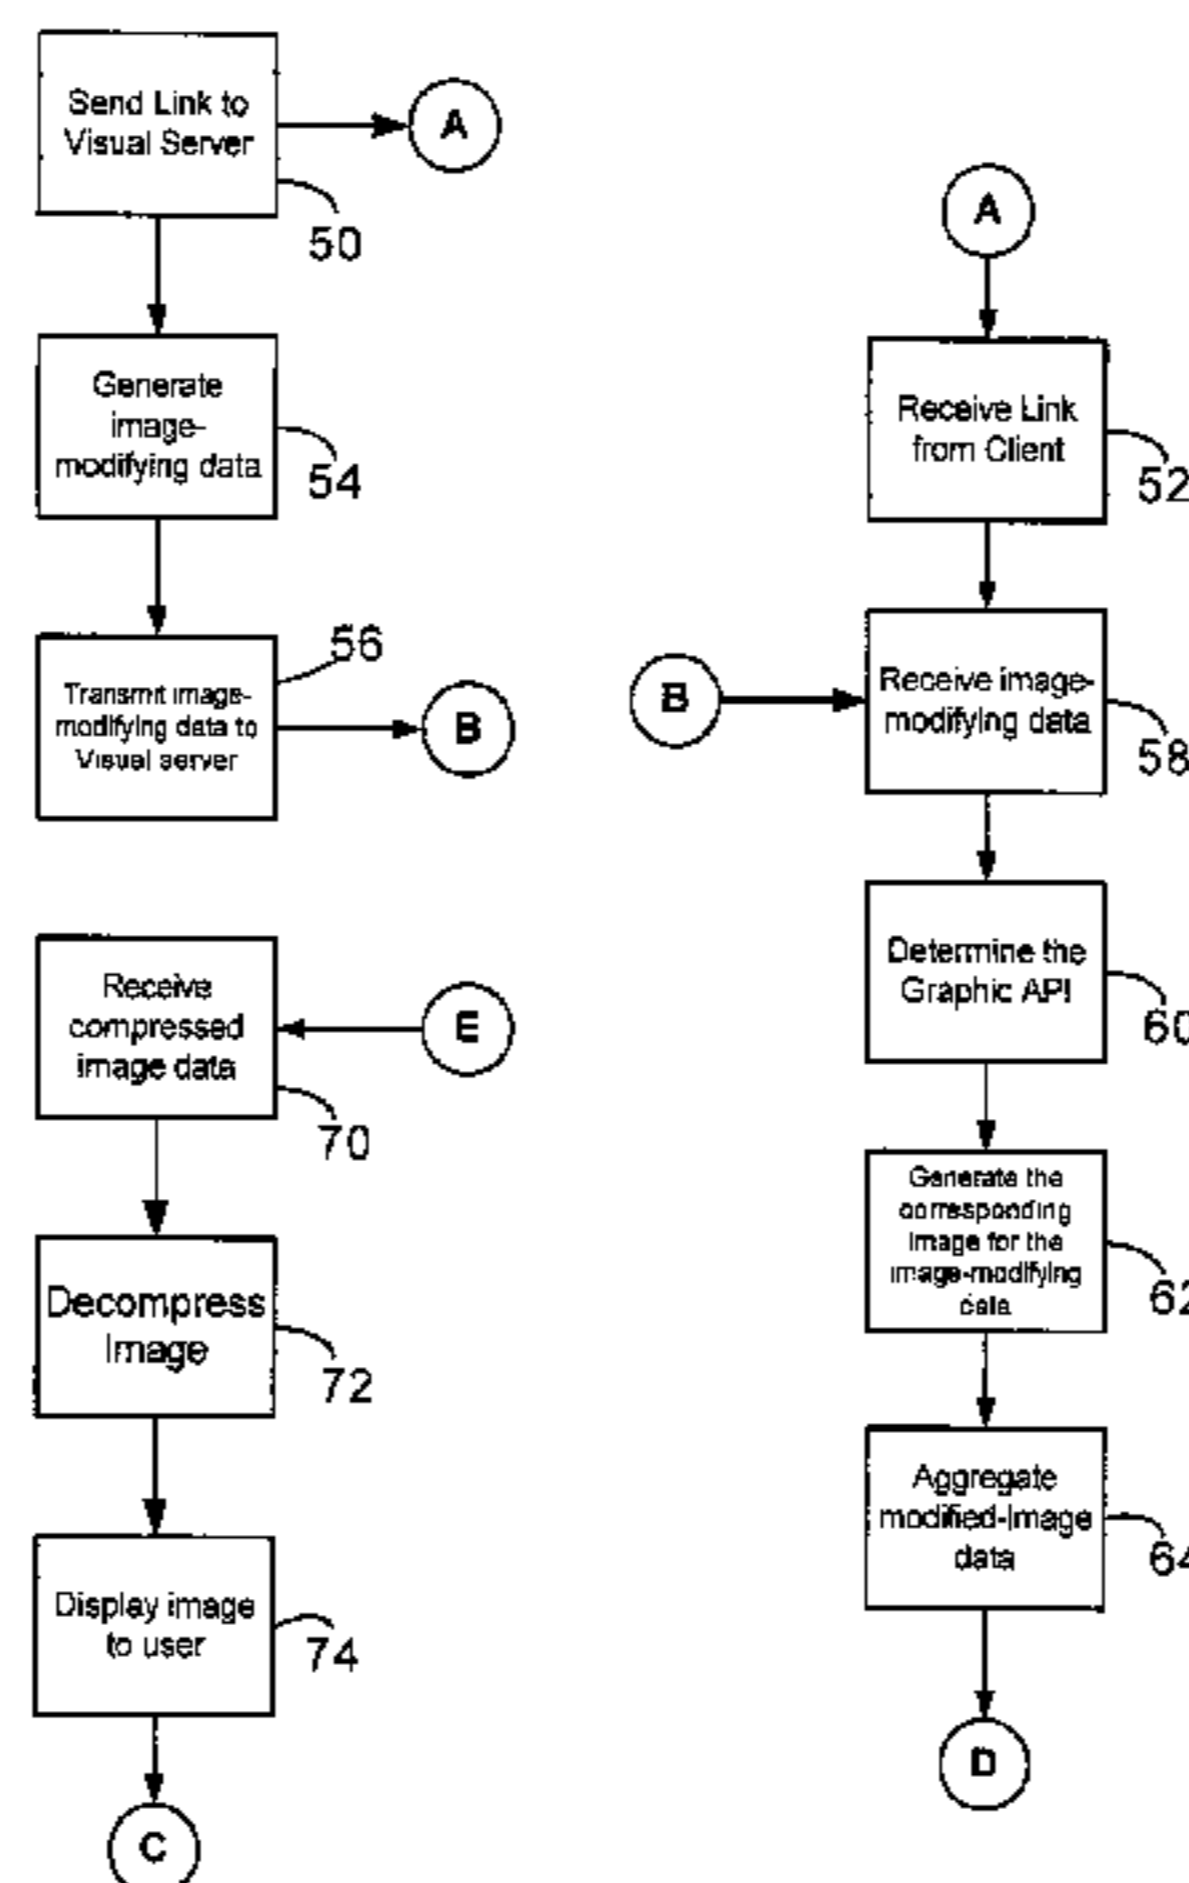 Send Link to
Visual Server
A
50
Generate
image-
modifying data
54
56
Transmit image-
modifying data to
Visual server
B
Receive
compressed
image data
E
70
Decompress
Image
72
Display image
to user
74
C
A
Receive Link
from Client
52
B
Receive image-
modifying data
58
Determine the
Graphic API
60
Generate the
corresponding
image for the
image-modifying
data
62
Aggregate
modified-image
data
64
D